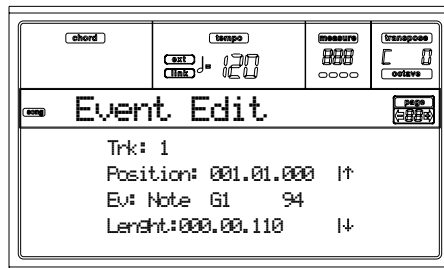 chord tempo measure transpose
ext link ♩= 120 888 C 0
octave
song Event Edit page 88
Trk: 1
Position: 001.01.000 |↑
Ev: Note G1 94
Lenght:000.00.110 |↓